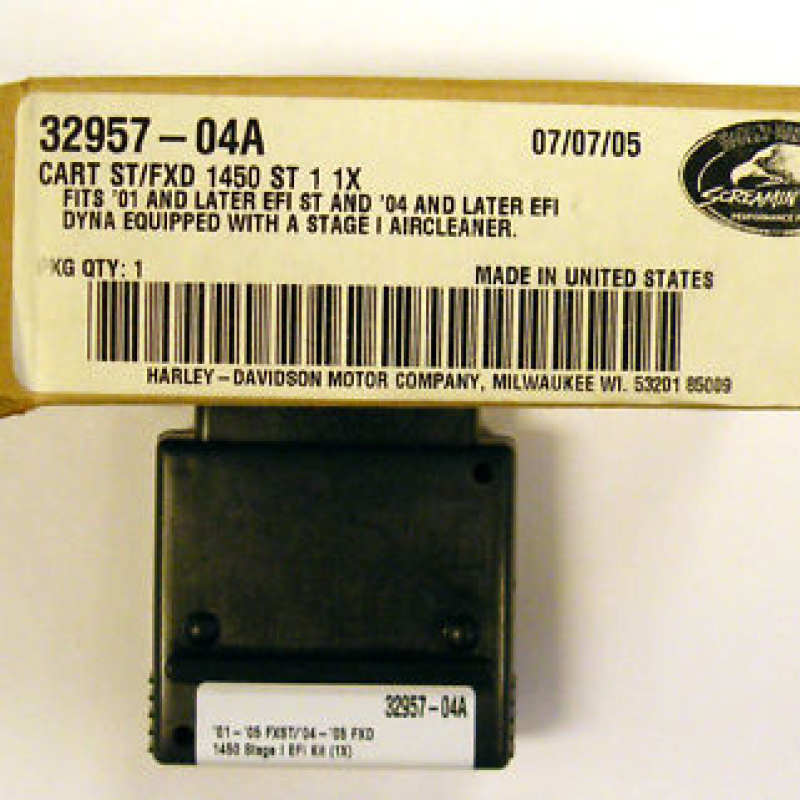 32957-04A
07/07/05
CART ST/FXD 1450 ST 1 1X
FITS '01 AND LATER EFI ST AND '04 AND LATER EFI
DYNA EQUIPPED WITH A STAGE I AIRCLEANER.
PKG QTY: 1
MADE IN UNITED STATES
SCREAMIN'
PERFORMANCE
HARLEY-DAVIDSON MOTOR COMPANY, MILWAUKEE WI. 53201 85009
32957-04A
'01-'05 FXST/'04-'05 FXD
1450 Stage I EFI Kit (1X)